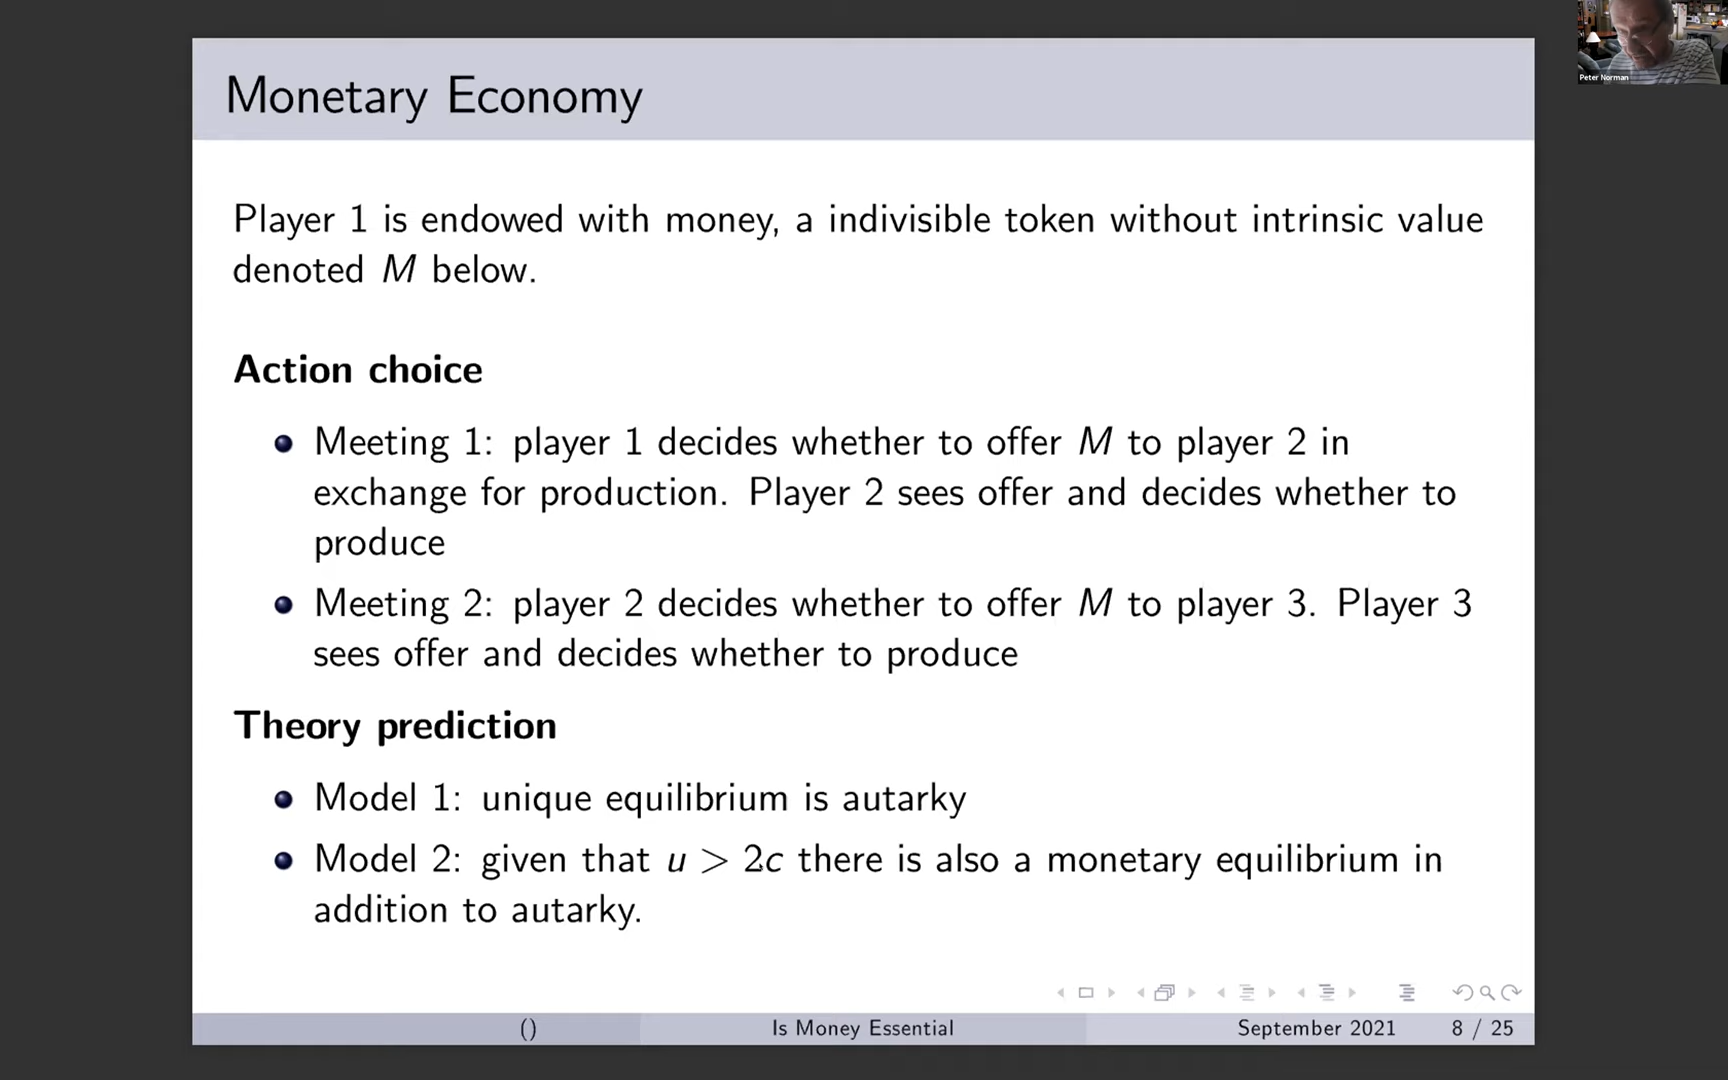 Monetary Economy
Peter Norman
Player 1 is endowed with money, a indivisible token without intrinsic value
denoted M below.
Action choice
Meeting 1: player 1 decides whether to offer M to player 2 in
exchange for production. Player 2 sees offer and decides whether to
produce
Meeting 2: player 2 decides whether to offer M to player 3. Player 3
sees offer and decides whether to produce
Theory prediction
Model 1: unique equilibrium is autarky
Model 2: given that u > 2c there is also a monetary equilibrium in
addition to autarky.
() Is Money Essential September 2021 8 / 25